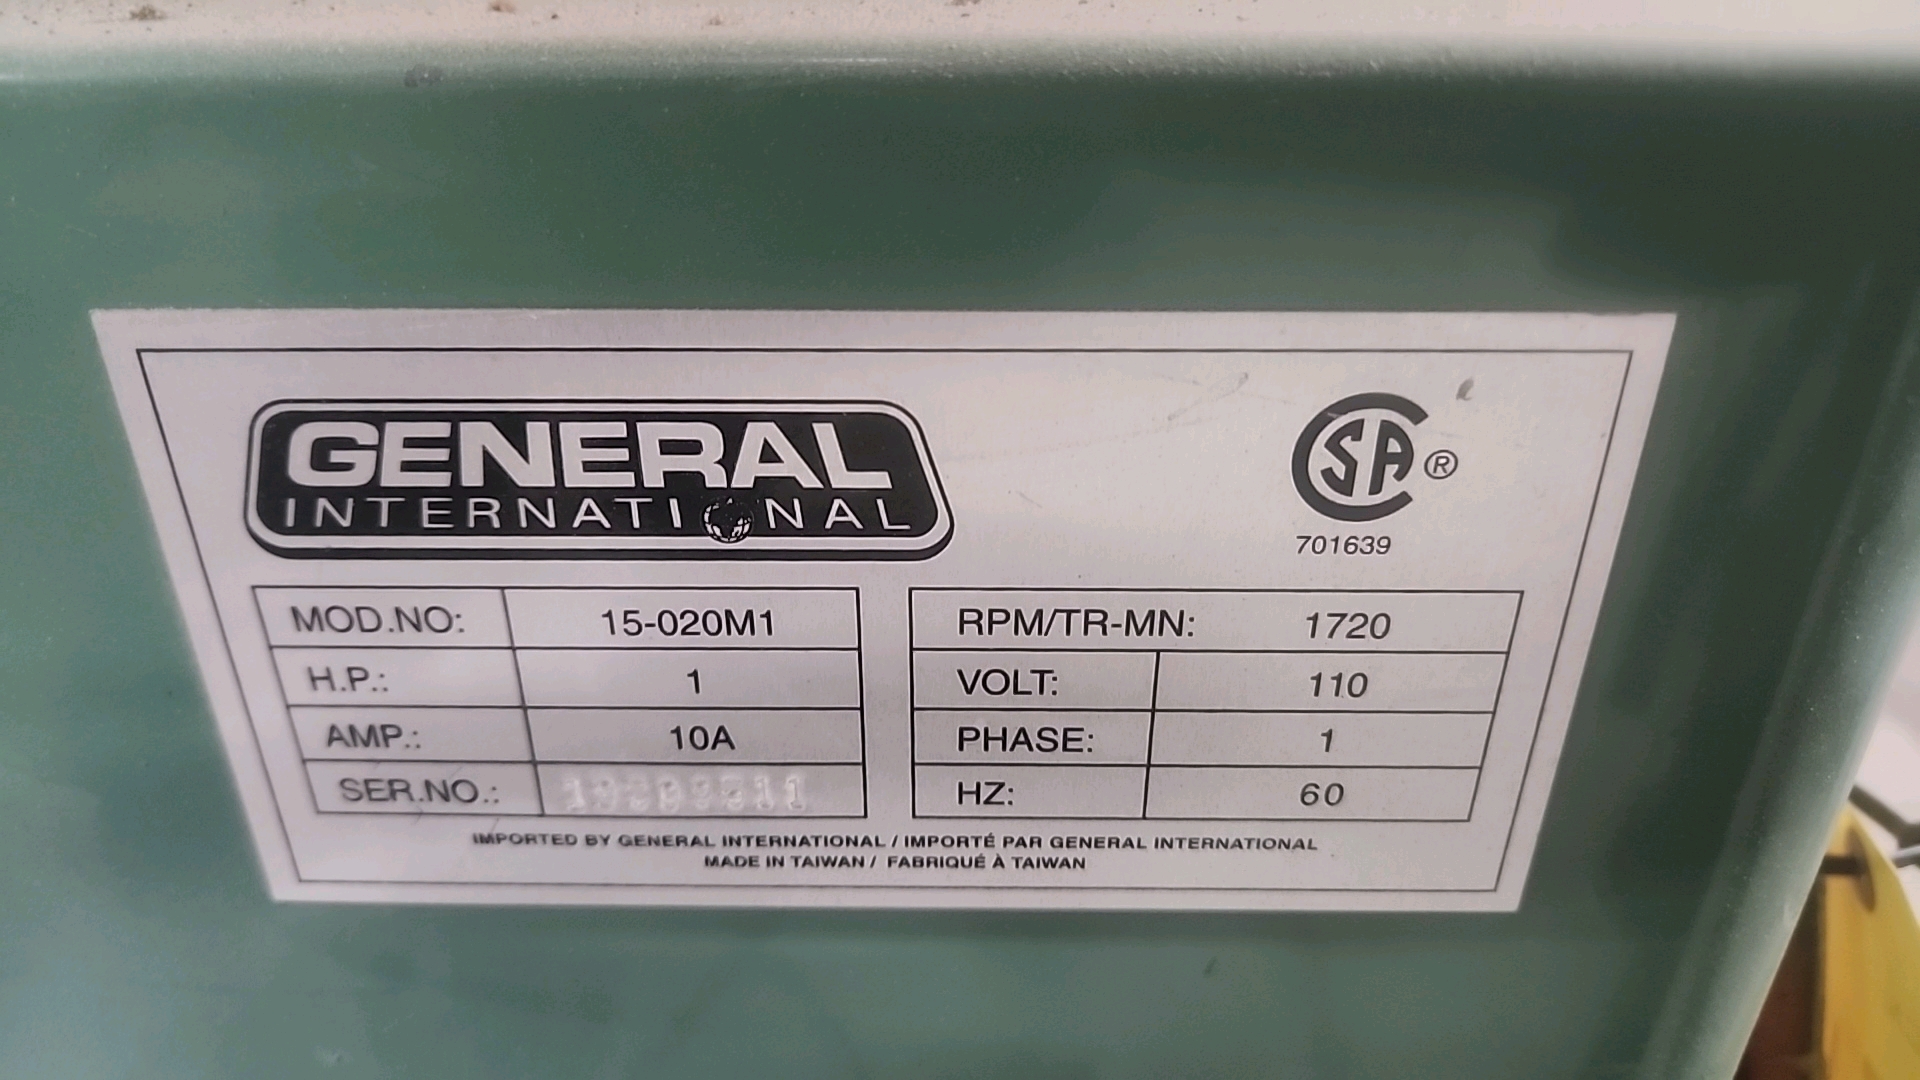 GENERAL
INTERNATIONAL
CSA ®
701639
MOD.NO: 15-020M1
H.P.: 1
AMP.: 10A
SER.NO.:
RPM/TR-MN: 1720
VOLT: 110
PHASE: 1
HZ: 60
IMPORTED BY GENERAL INTERNATIONAL / IMPORTÉ PAR GENERAL INTERNATIONAL
MADE IN TAIWAN / FABRIQUÉ À TAIWAN